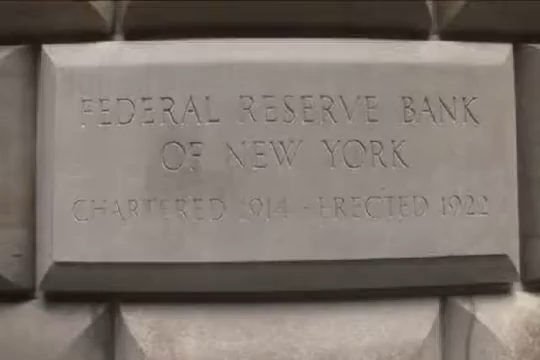 FEDERAL RESERVE BANK
OF NEW YORK
CHARTERED 1914 - ERECTED 1922